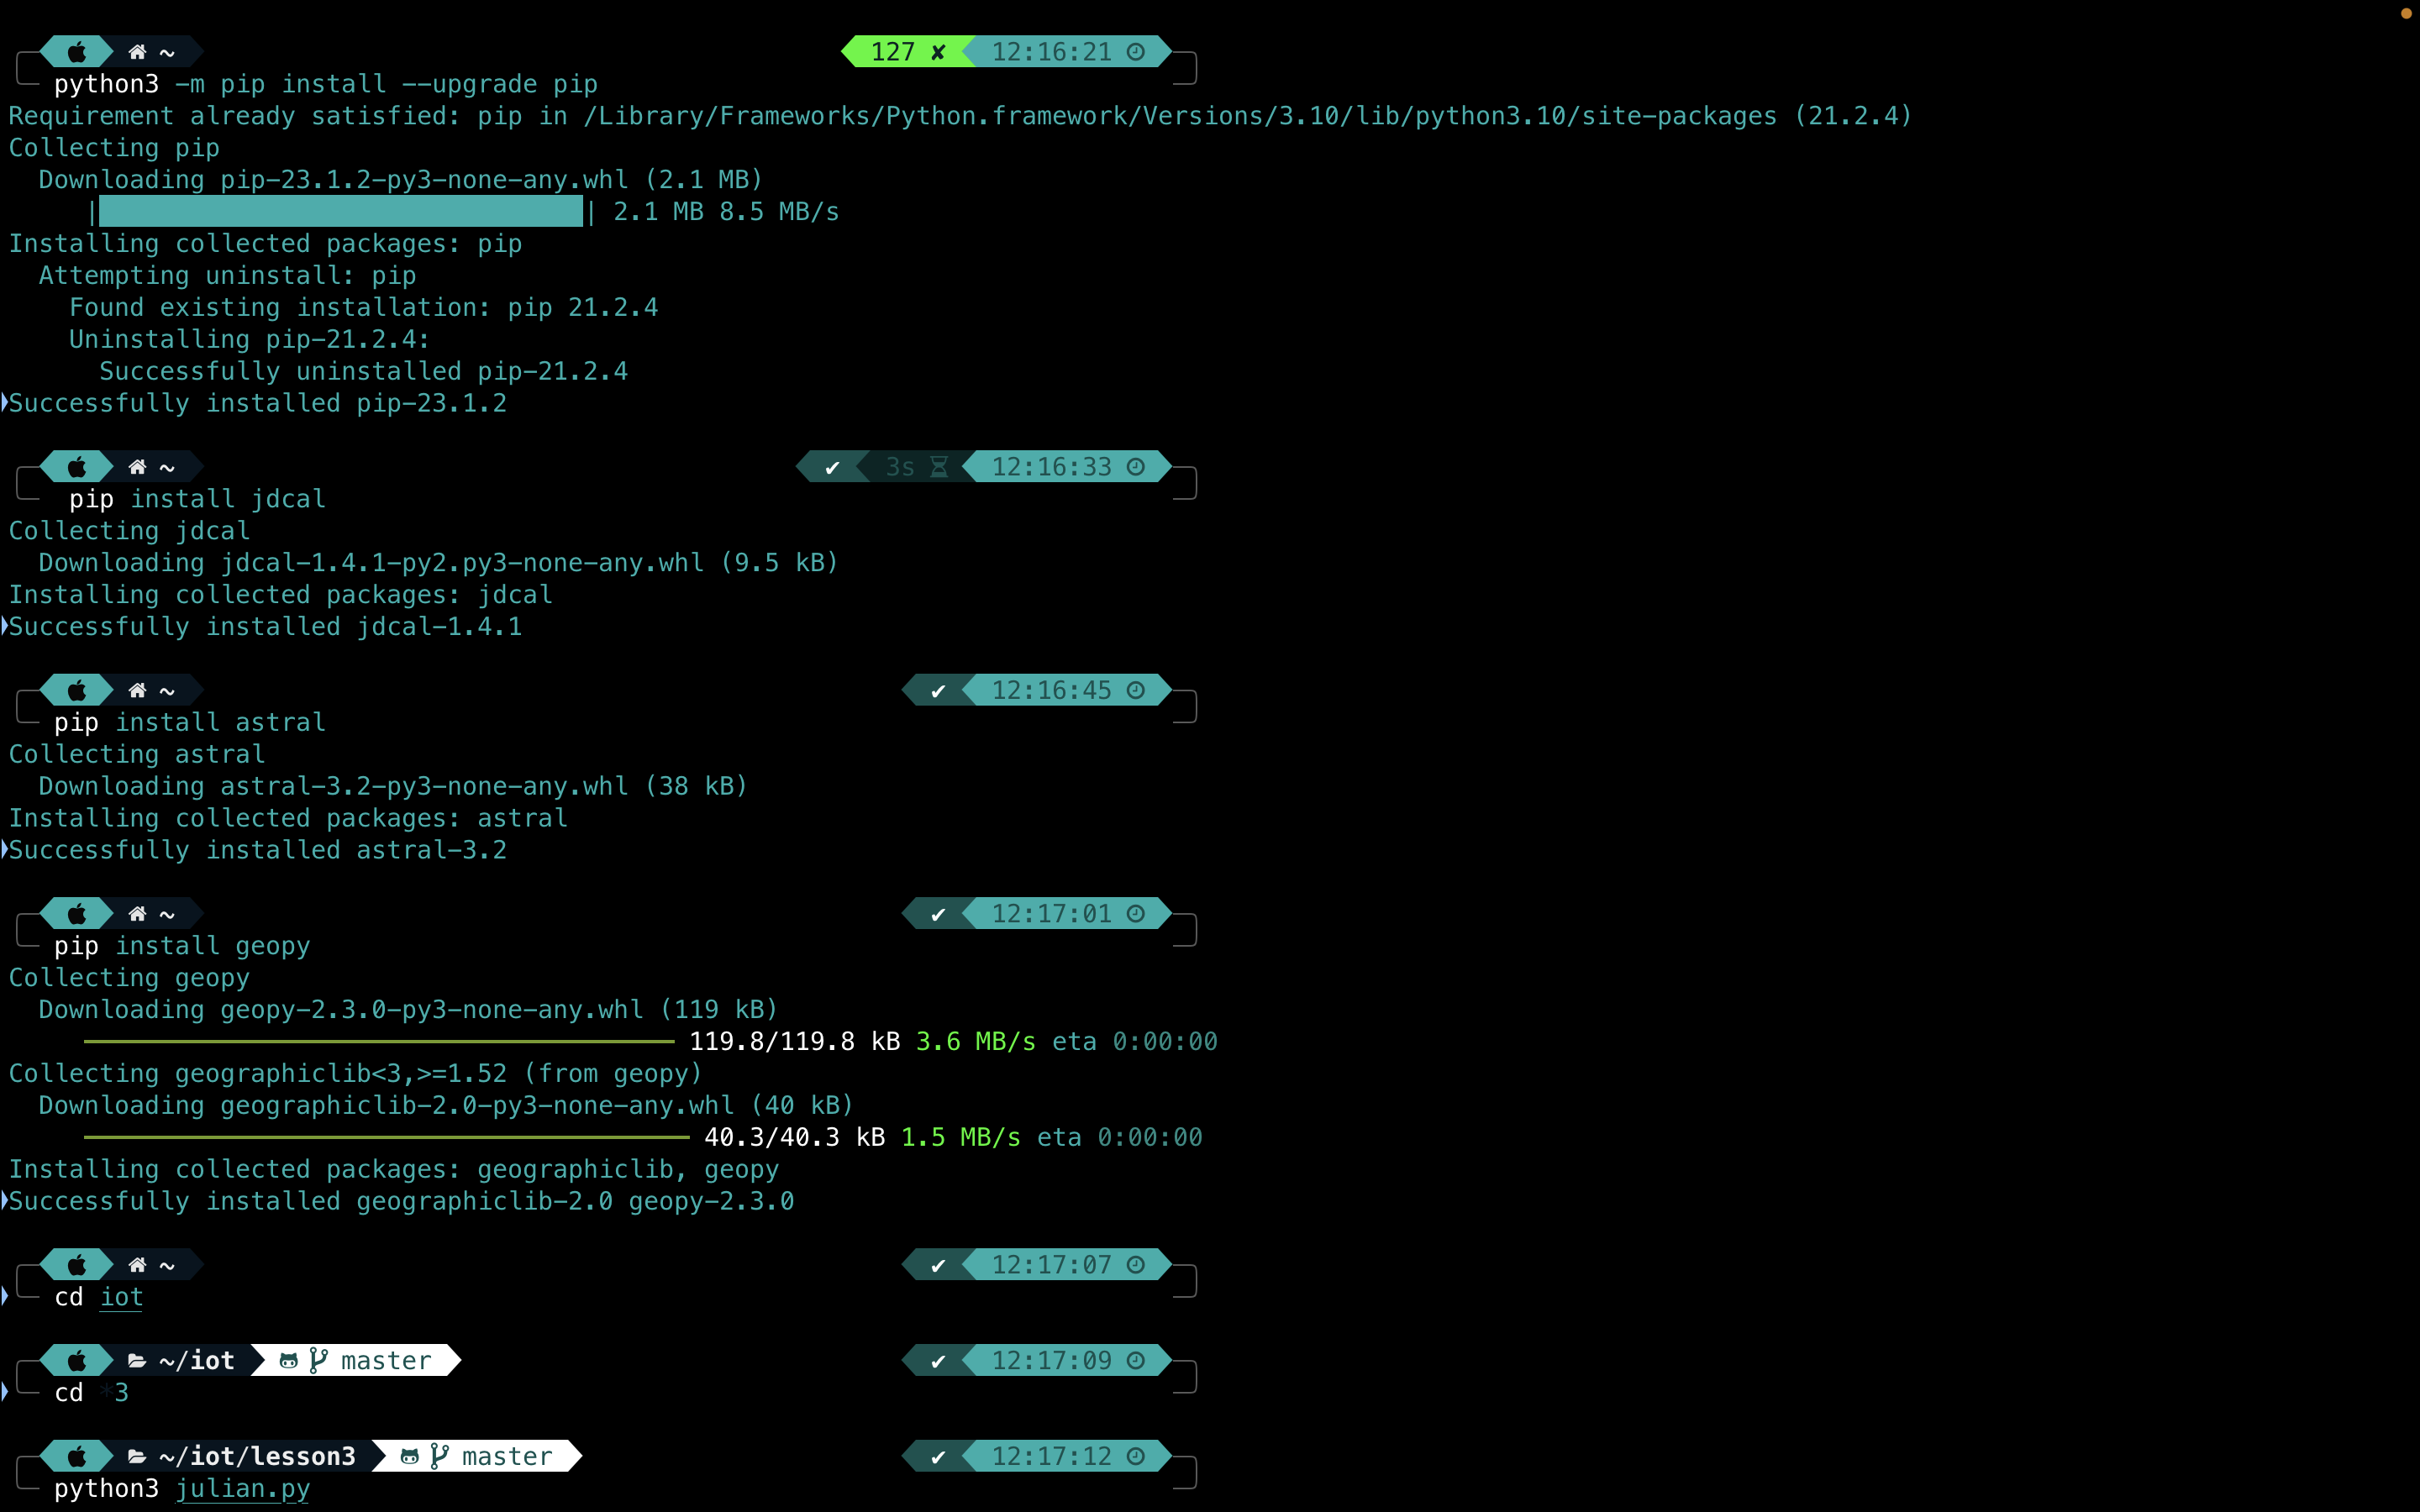 ~ 127 ✘ 12:16:21
python3 -m pip install --upgrade pip
Requirement already satisfied: pip in /Library/Frameworks/Python.framework/Versions/3.10/lib/python3.10/site-packages (21.2.4)
Collecting pip
Downloading pip-23.1.2-py3-none-any.whl (2.1 MB)
| | 2.1 MB 8.5 MB/s
Installing collected packages: pip
Attempting uninstall: pip
Found existing installation: pip 21.2.4
Uninstalling pip-21.2.4:
Successfully uninstalled pip-21.2.4
Successfully installed pip-23.1.2
~ ✔ 3s 12:16:33
pip install jdcal
Collecting jdcal
Downloading jdcal-1.4.1-py2.py3-none-any.whl (9.5 kB)
Installing collected packages: jdcal
Successfully installed jdcal-1.4.1
~ ✔ 12:16:45
pip install astral
Collecting astral
Downloading astral-3.2-py3-none-any.whl (38 kB)
Installing collected packages: astral
Successfully installed astral-3.2
~ ✔ 12:17:01
pip install geopy
Collecting geopy
Downloading geopy-2.3.0-py3-none-any.whl (119 kB)
119.8/119.8 kB 3.6 MB/s eta 0:00:00
Collecting geographiclib<3,>=1.52 (from geopy)
Downloading geographiclib-2.0-py3-none-any.whl (40 kB)
40.3/40.3 kB 1.5 MB/s eta 0:00:00
Installing collected packages: geographiclib, geopy
Successfully installed geographiclib-2.0 geopy-2.3.0
~ ✔ 12:17:07
cd iot
~/iot master ✔ 12:17:09
cd *3
~/iot/lesson3 master ✔ 12:17:12
python3 julian.py